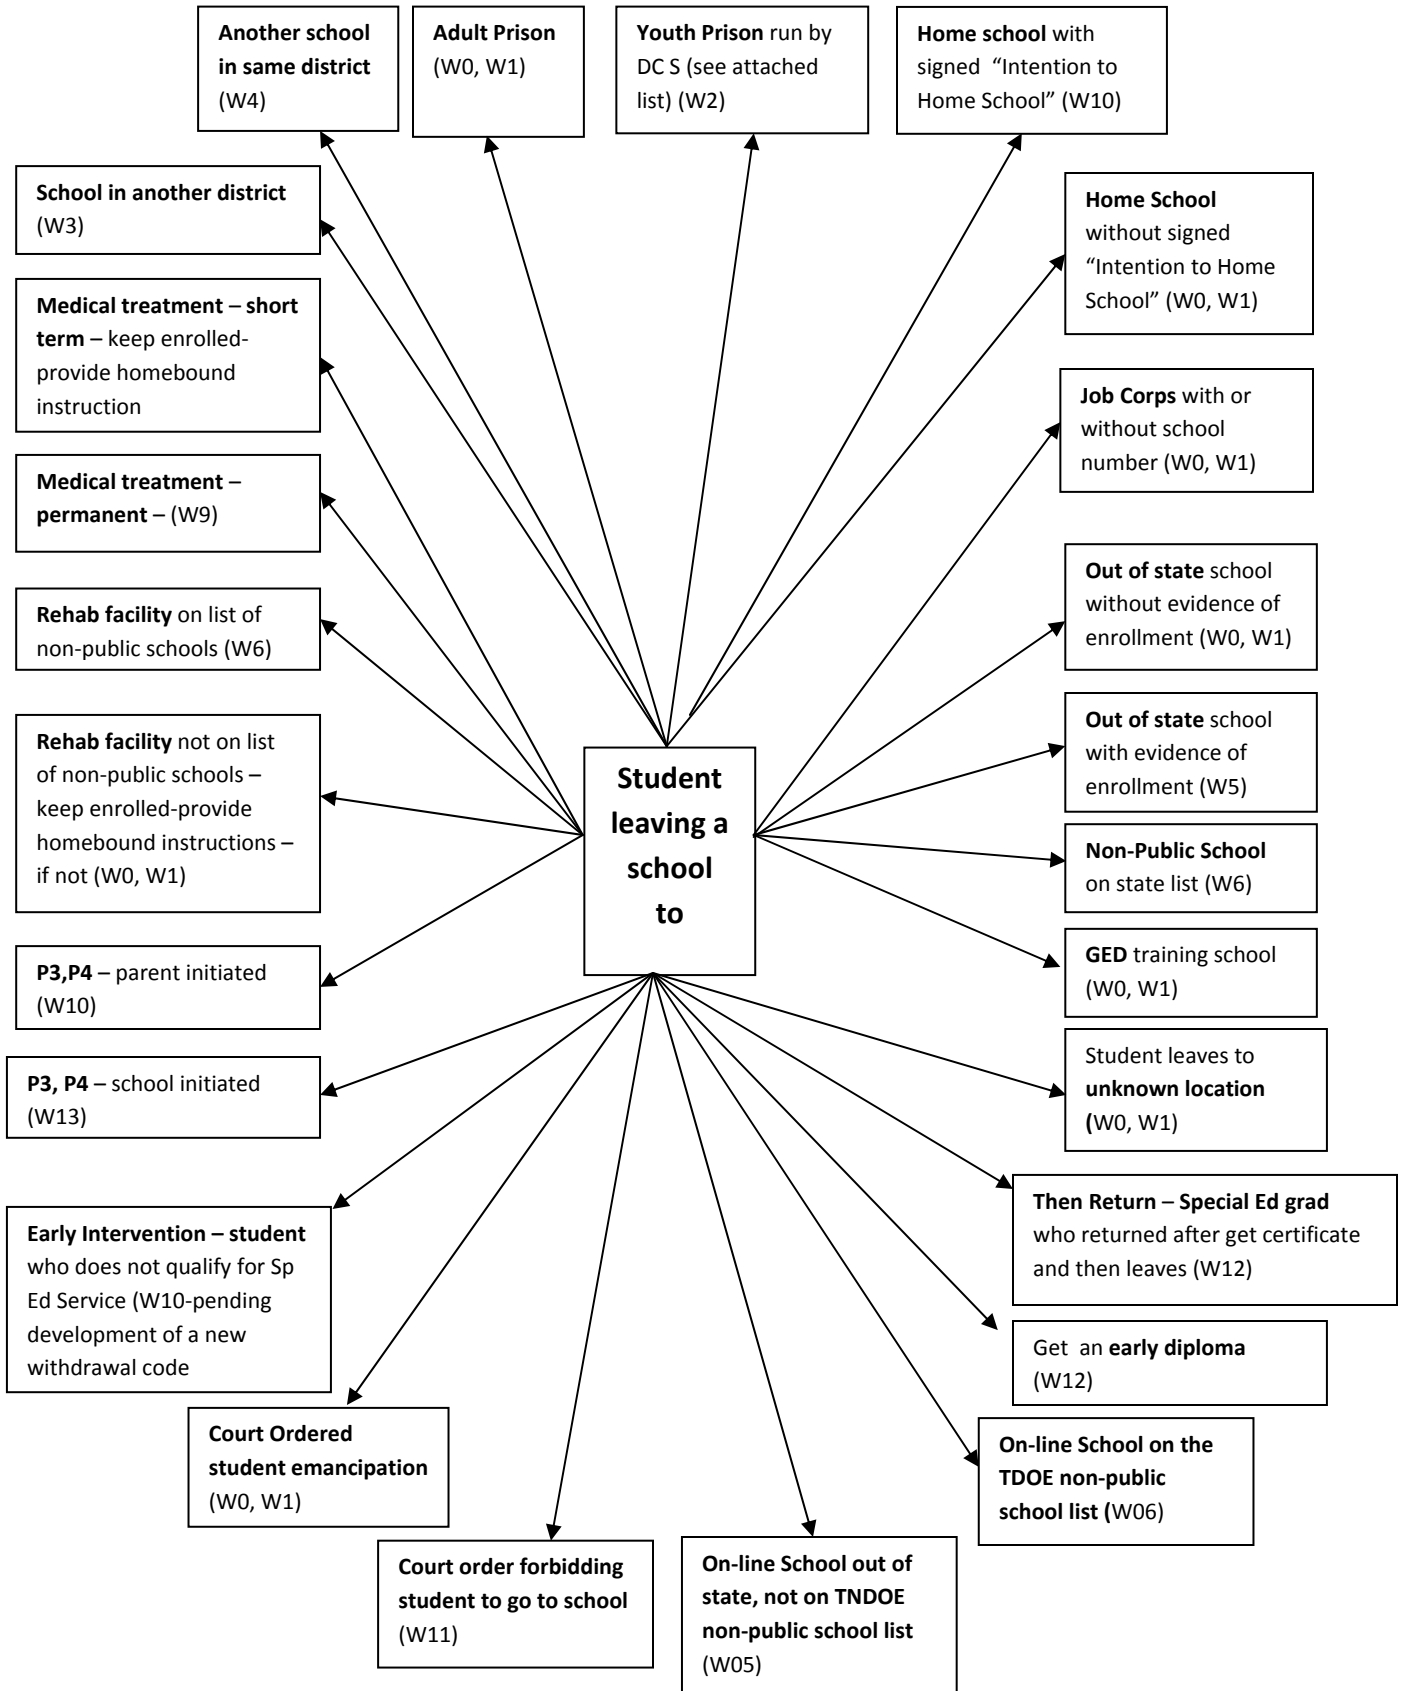 Another school
in same district
(W4)
Adult Prison
(W0, W1)
Youth Prison run by
DC S (see attached
list) (W2)
Home school with
signed  “Intention to
Home School” (W10)
School in another district
(W3)
Home School
without signed
“Intention to Home
School” (W0, W1)
Medical treatment – short
term – keep enrolled-
provide homebound
instruction
Job Corps with or
without school
number (W0, W1)
Medical treatment –
permanent – (W9)
Out of state school
without evidence of
enrollment (W0, W1)
Rehab facility on list of
non-public schools (W6)
Out of state school
with evidence of
enrollment (W5)
Rehab facility not on list
of non-public schools –
keep enrolled-provide
homebound instructions –
if not (W0, W1)
Student
leaving a
school
to
Non-Public School
on state list (W6)
P3,P4 – parent initiated
(W10)
GED training school
(W0, W1)
P3, P4 – school initiated
(W13)
Student leaves to
unknown location
(W0, W1)
Early Intervention – student
who does not qualify for Sp
Ed Service (W10-pending
development of a new
withdrawal code
Then Return – Special Ed grad
who returned after get certificate
and then leaves (W12)
Get  an early diploma
(W12)
Court Ordered
student emancipation
(W0, W1)
On-line School on the
TDOE non-public
school list (W06)
Court order forbidding
student to go to school
(W11)
On-line School out of
state, not on TNDOE
non-public school list
(W05)